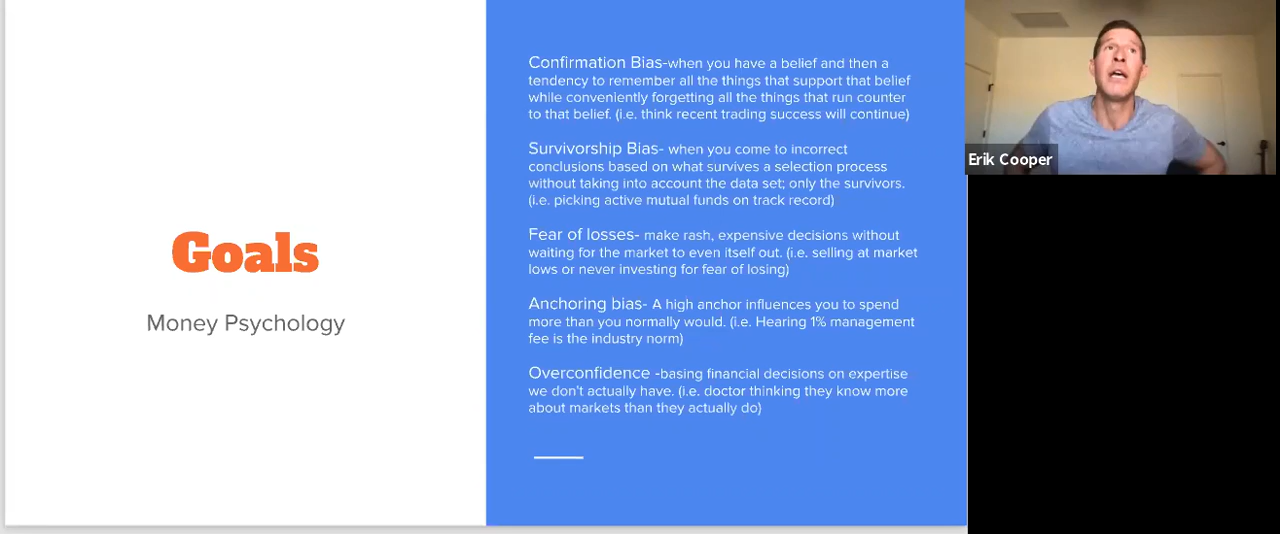 Goals
Money Psychology
Confirmation Bias-when you have a belief and then a
tendency to remember all the things that support that belief
while conveniently forgetting all the things that run counter
to that belief. (i.e. think recent trading success will continue)
Survivorship Bias- when you come to incorrect
conclusions based on what survives a selection process
without taking into account the data set; only the survivors.
(i.e. picking active mutual funds on track record)
Fear of losses- make rash, expensive decisions without
waiting for the market to even itself out. (i.e. selling at market
lows or never investing for fear of losing)
Anchoring bias- A high anchor influences you to spend
more than you normally would. (i.e. Hearing 1% management
fee is the industry norm)
Overconfidence -basing financial decisions on expertise
we don't actually have. (i.e. doctor thinking they know more
about markets than they actually do)
Erik Cooper